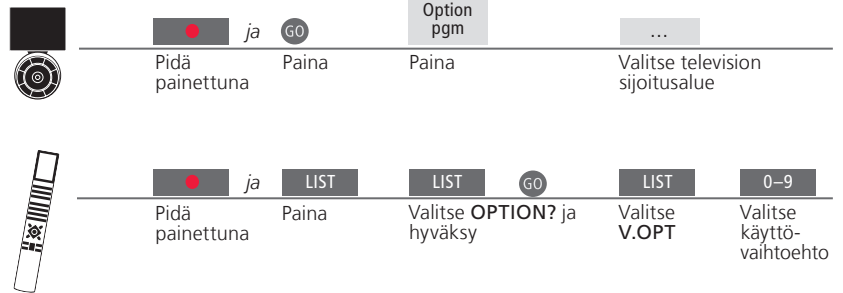 Option
pgm
ja GO ...
Pidä painettuna
Paina
Paina
Valitse television sijoitusalue
ja LIST LIST GO LIST 0–9
Pidä painettuna
Paina
Valitse OPTION? ja hyväksy
Valitse V.OPT
Valitse käyttö-
vaihtoehto